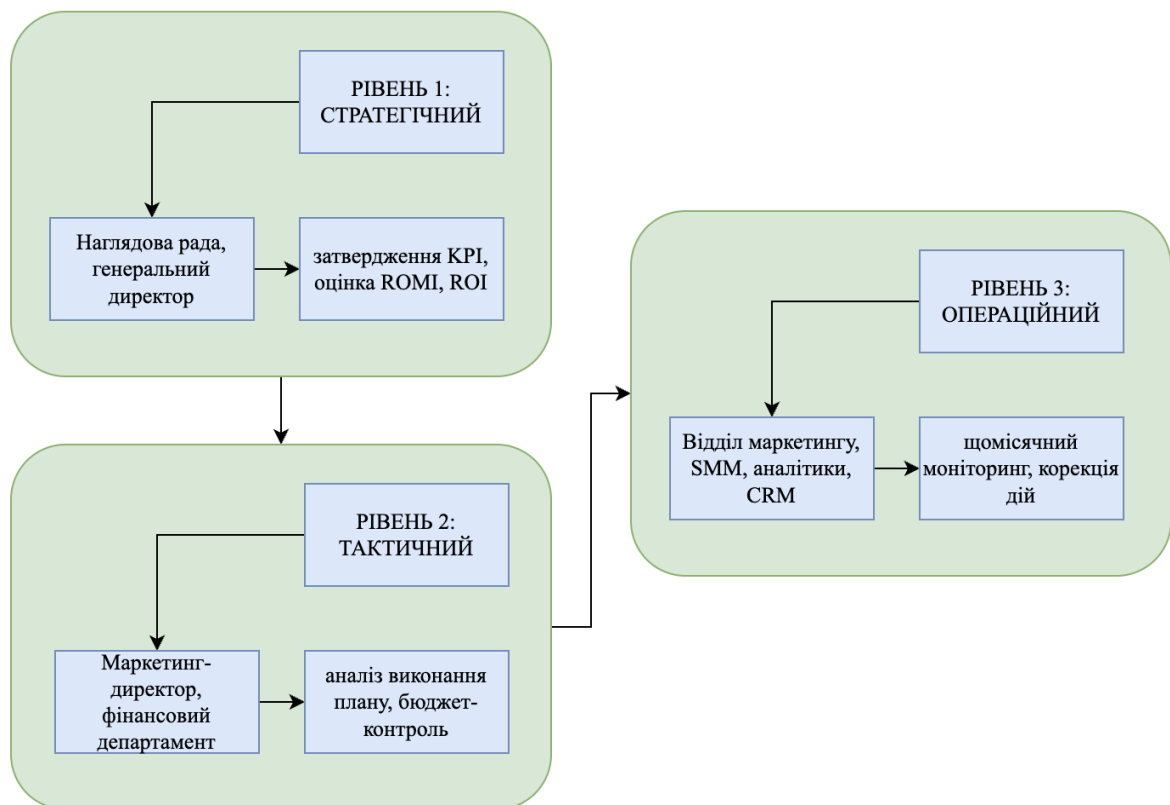 РІВЕНЬ 1:
СТРАТЕГІЧНИЙ
Наглядова рада,
генеральний
директор
затвердження KPI,
оцінка ROMI, ROI
РІВЕНЬ 2:
ТАКТИЧНИЙ
Маркетинг-
директор,
фінансовий
департамент
аналіз виконання
плану, бюджет-
контроль
РІВЕНЬ 3:
ОПЕРАЦІЙНИЙ
Відділ маркетингу,
SMM, аналітики,
CRM
щомісячний
моніторинг, корекція
дій